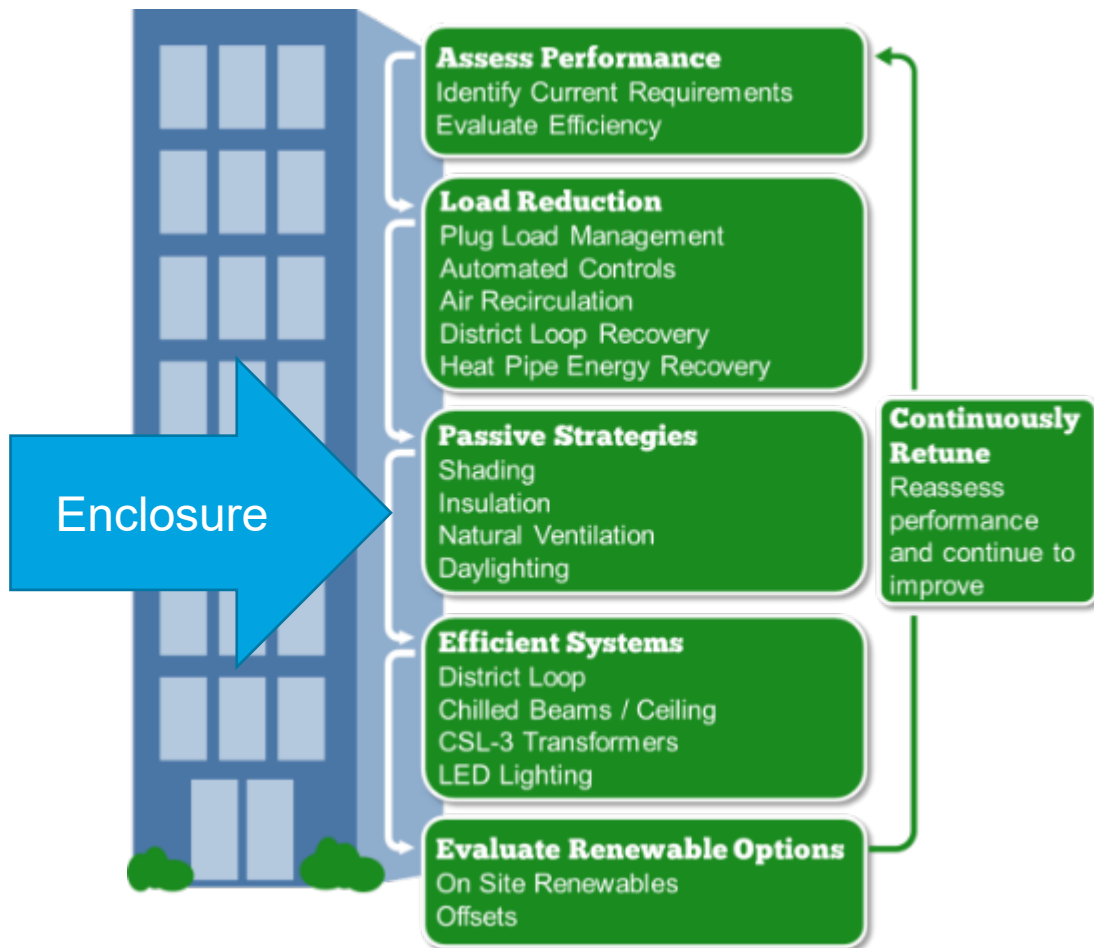 Assess Performance
Identify Current Requirements
Evaluate Efficiency
Load Reduction
Plug Load Management
Automated Controls
Air Recirculation
District Loop Recovery
Heat Pipe Energy Recovery
Enclosure
Passive Strategies
Shading
Insulation
Natural Ventilation
Daylighting
Efficient Systems
District Loop
Chilled Beams / Ceiling
CSL-3 Transformers
LED Lighting
Evaluate Renewable Options
On Site Renewables
Offsets
Continuously
Retune
Reassess
performance
and continue to
improve